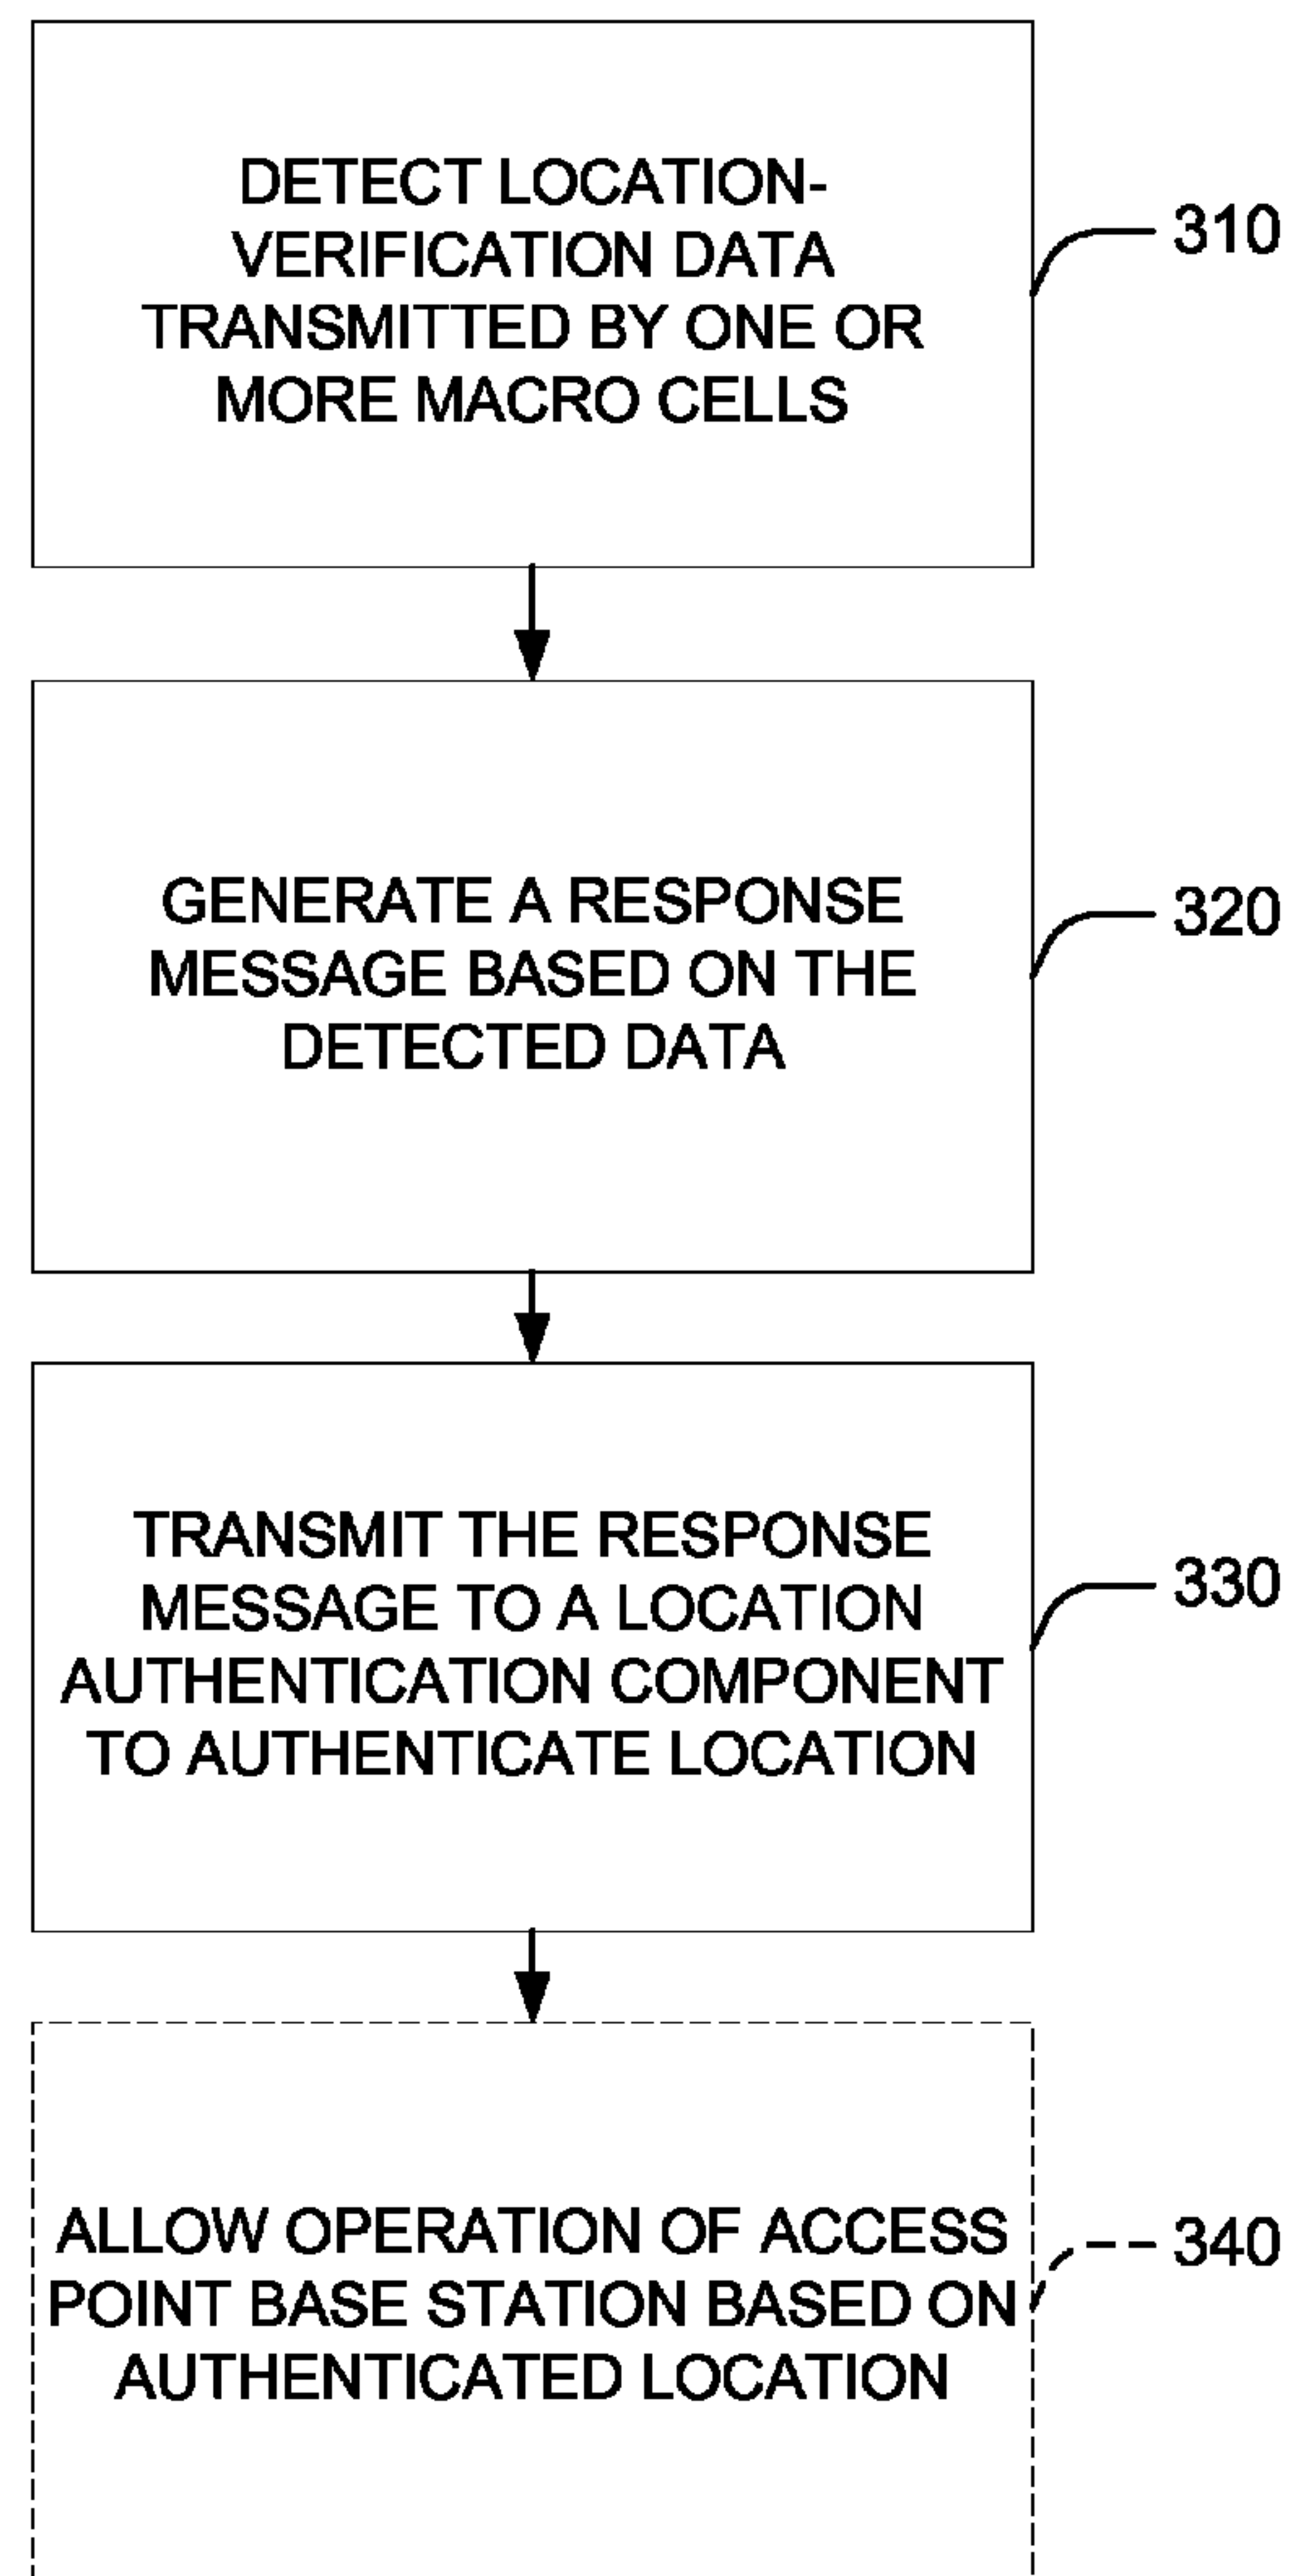 DETECT LOCATION-
VERIFICATION DATA
TRANSMITTED BY ONE OR
MORE MACRO CELLS
310
GENERATE A RESPONSE
MESSAGE BASED ON THE
DETECTED DATA
320
TRANSMIT THE RESPONSE
MESSAGE TO A LOCATION
AUTHENTICATION COMPONENT
TO AUTHENTICATE LOCATION
330
ALLOW OPERATION OF ACCESS
POINT BASE STATION BASED ON
AUTHENTICATED LOCATION
340